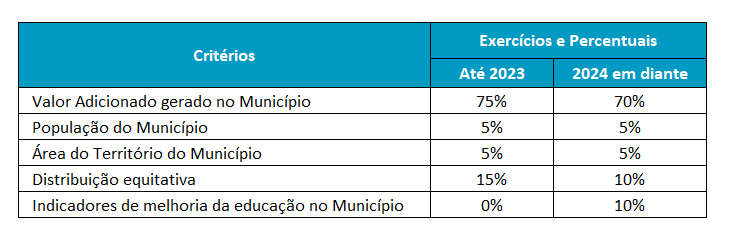 Critérios Exercícios e Percentuais
Até 2023 2024 em diante
Valor Adicionado gerado no Município 75% 70%
População do Município 5% 5%
Área do Território do Município 5% 5%
Distribuição equitativa 15% 10%
Indicadores de melhoria da educação no Município 0% 10%